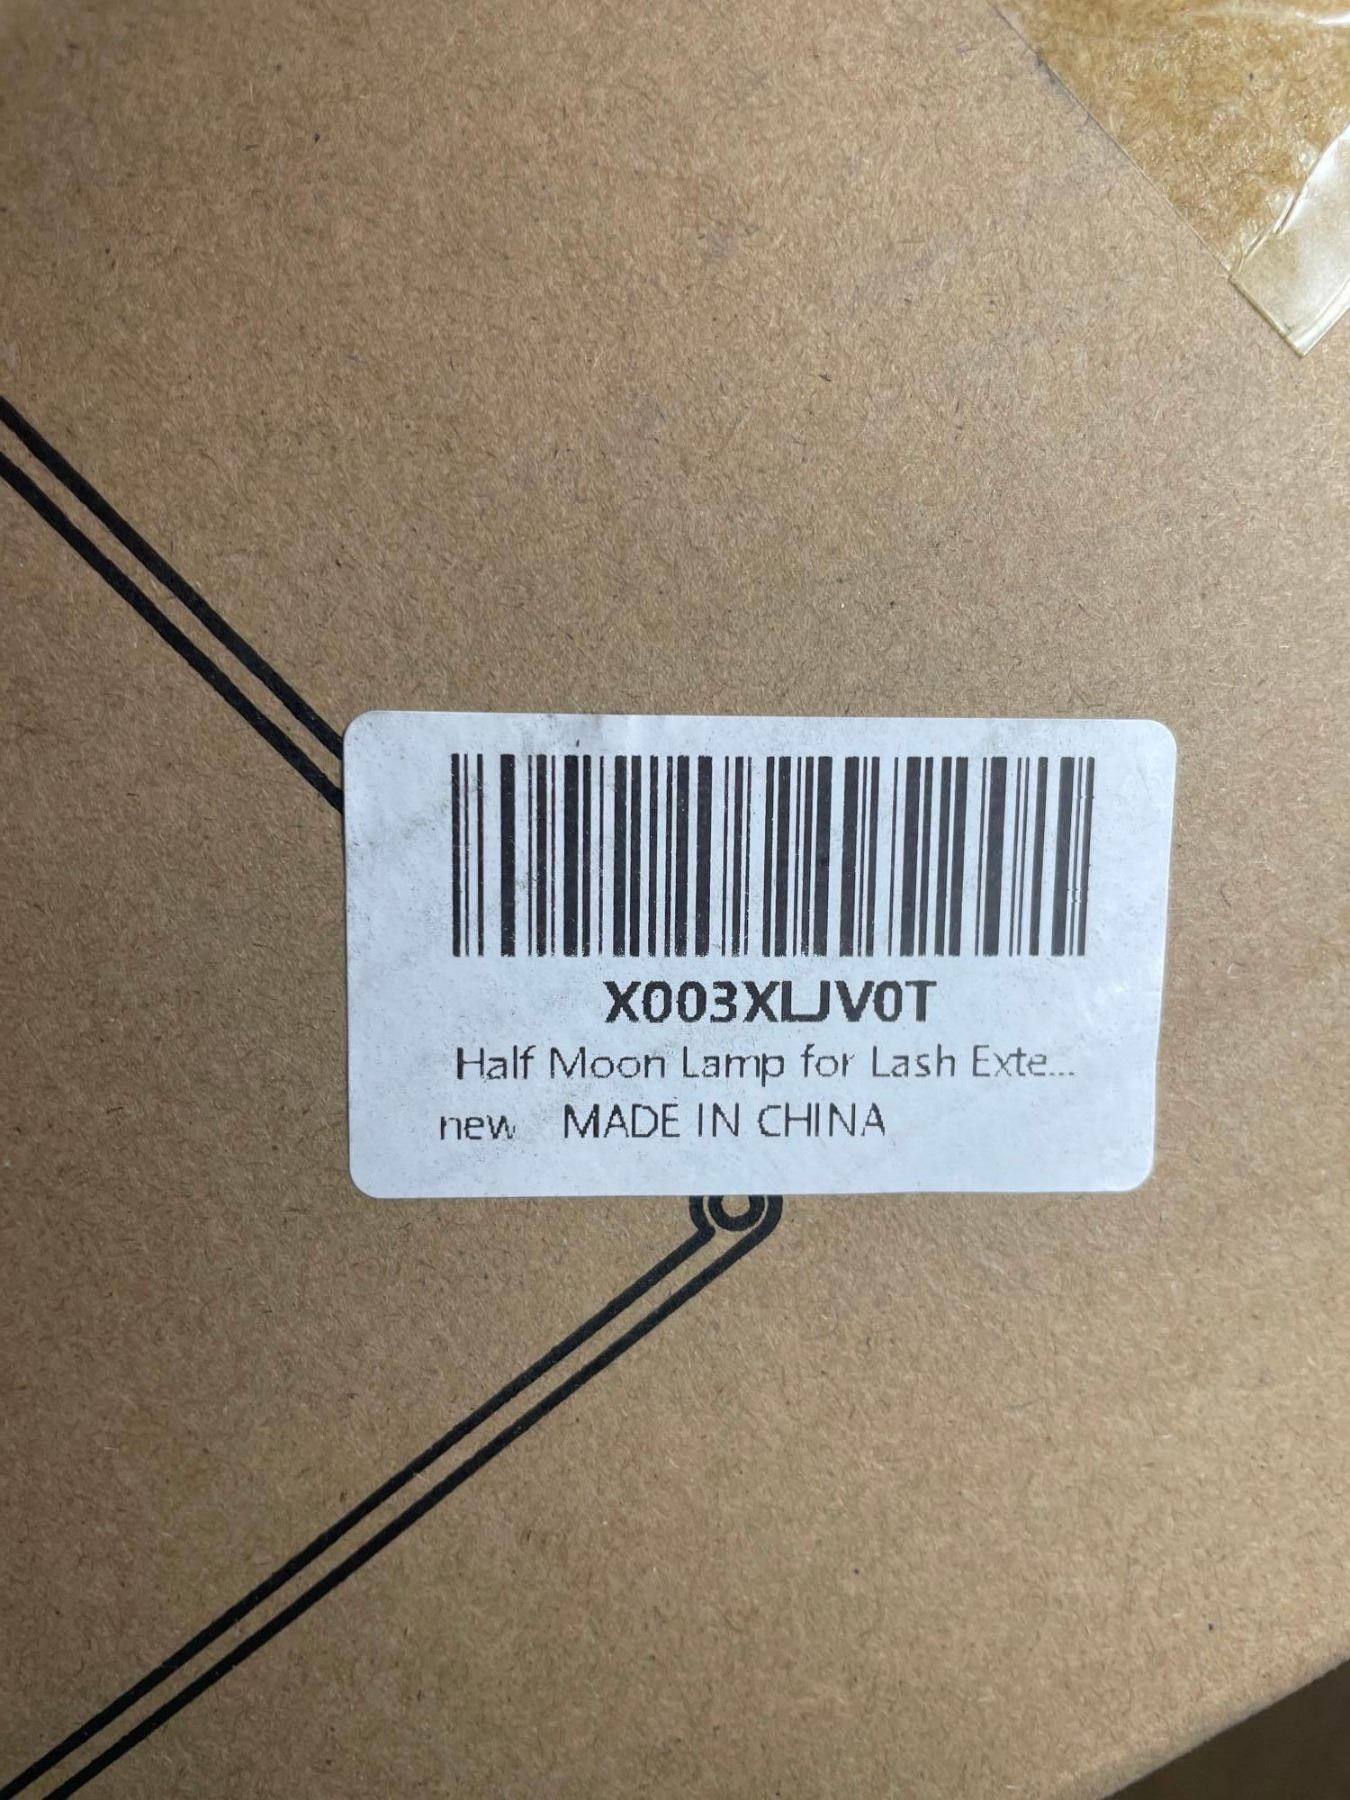 X003XLJV0T
Half Moon Lamp for Lash Exte...
new MADE IN CHINA